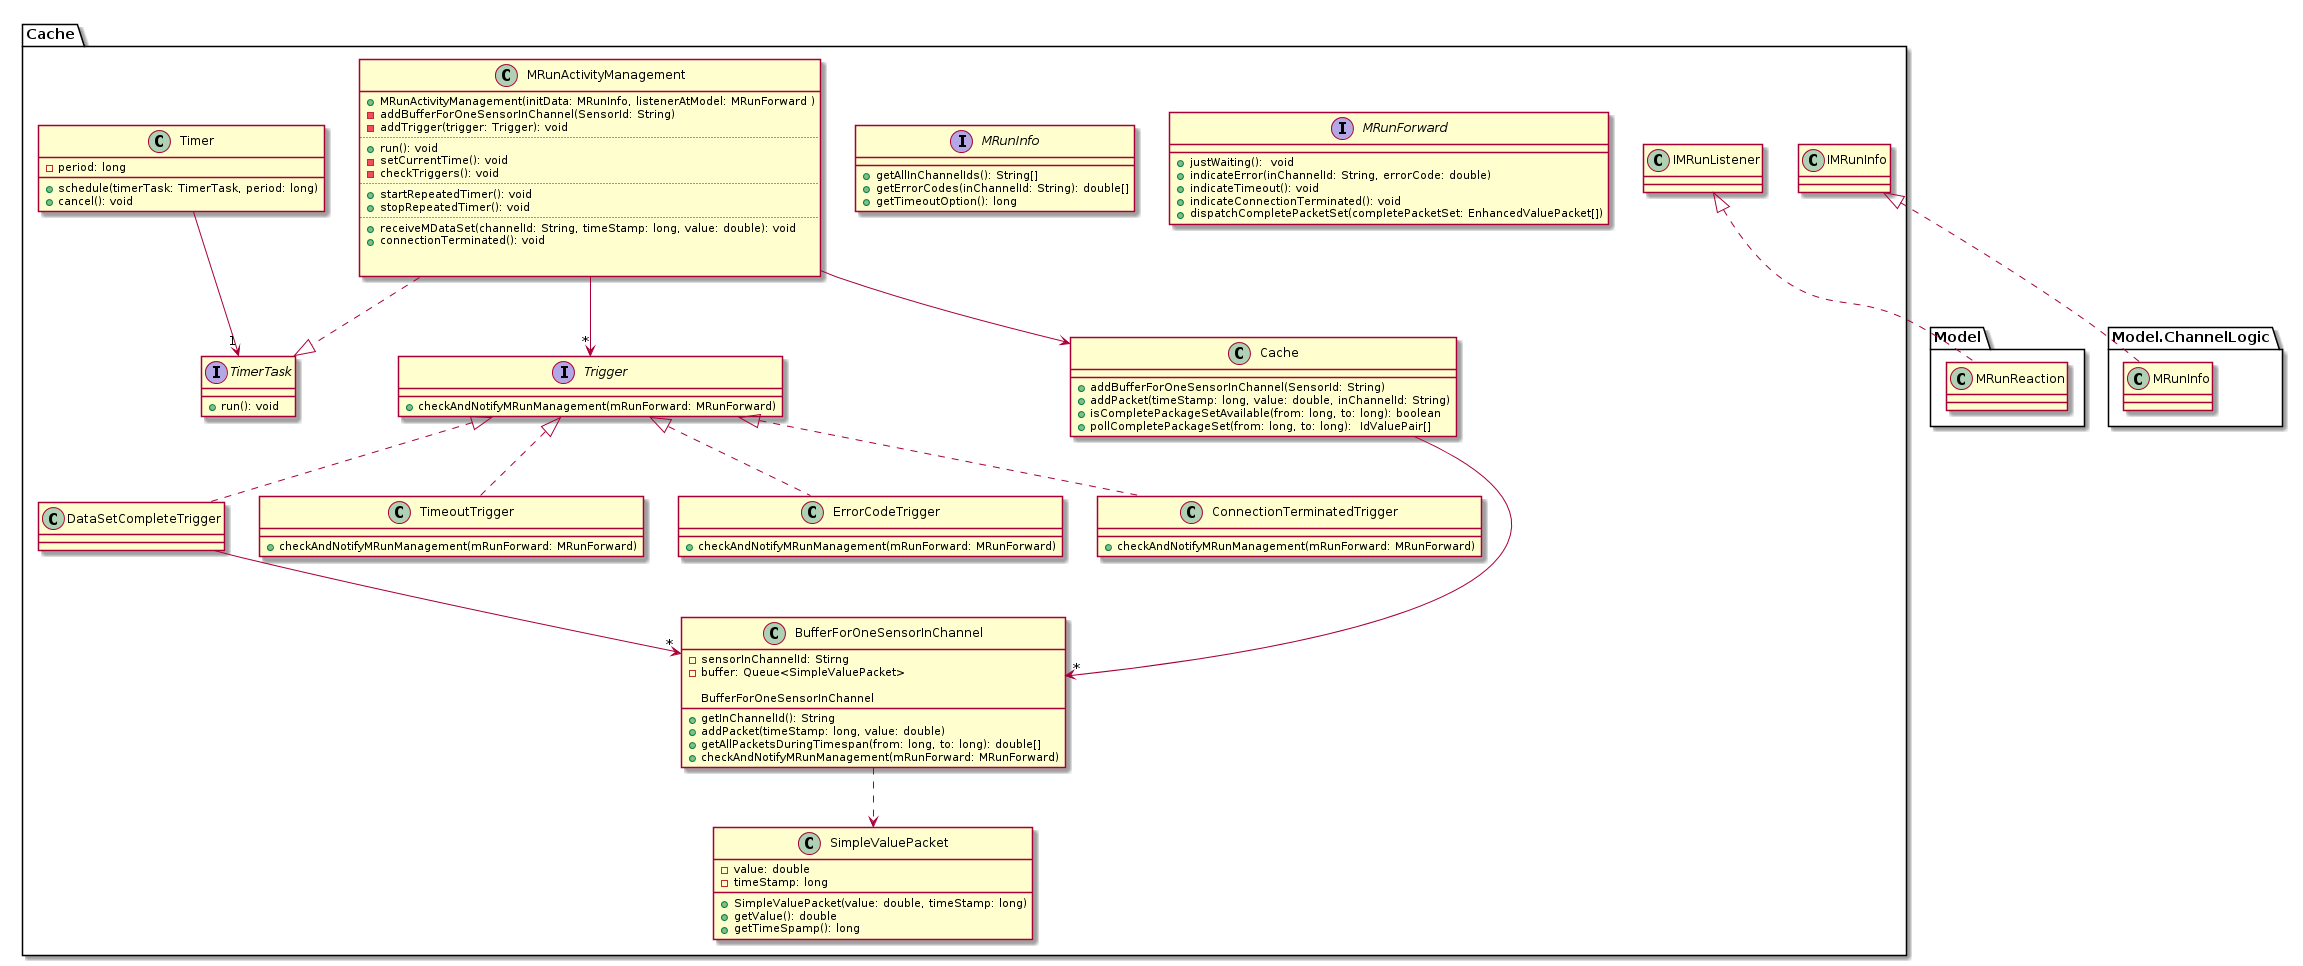 Cache
C MRunActivityManagement
MRunActivityManagement(initData: MRunInfo, listenerAtModel: MRunForward )
addBufferForOneSensorInChannel(SensorId: String)
addTrigger(trigger: Trigger): void
run(): void
setCurrentTime(): void
checkTriggers(): void
startRepeatedTimer(): void
stopRepeatedTimer(): void
receiveMDataSet(channelId: String, timeStamp: long, value: double): void
connectionTerminated(): void
C Timer
period: long
schedule(timerTask: TimerTask, period: long)
cancel(): void
I MRunInfo
getAllInChannelIds(): String[]
getErrorCodes(inChannelId: String): double[]
getTimeoutOption(): long
I MRunForward
justWaiting():  void
indicateError(inChannelId: String, errorCode: double)
indicateTimeout(): void
indicateConnectionTerminated(): void
dispatchCompletePacketSet(completePacketSet: EnhancedValuePacket[])
C IMRunListener
C IMRunInfo
1
*
I TimerTask
run(): void
I Trigger
checkAndNotifyMRunManagement(mRunForward: MRunForward)
C Cache
addBufferForOneSensorInChannel(SensorId: String)
addPacket(timeStamp: long, value: double, inChannelId: String)
isCompletePackageSetAvailable(from: long, to: long): boolean
pollCompletePackageSet(from: long, to: long):  IdValuePair[]
Model
C MRunReaction
Model.ChannelLogic
C MRunInfo
C DataSetCompleteTrigger
C TimeoutTrigger
checkAndNotifyMRunManagement(mRunForward: MRunForward)
C ErrorCodeTrigger
checkAndNotifyMRunManagement(mRunForward: MRunForward)
C ConnectionTerminatedTrigger
checkAndNotifyMRunManagement(mRunForward: MRunForward)
*
*
C BufferForOneSensorInChannel
sensorInChannelId: Stirng
buffer: Queue<SimpleValuePacket>
BufferForOneSensorInChannel
getInChannelId(): String
addPacket(timeStamp: long, value: double)
getAllPacketsDuringTimespan(from: long, to: long): double[]
checkAndNotifyMRunManagement(mRunForward: MRunForward)
C SimpleValuePacket
value: double
timeStamp: long
SimpleValuePacket(value: double, timeStamp: long)
getValue(): double
getTimeSpamp(): long